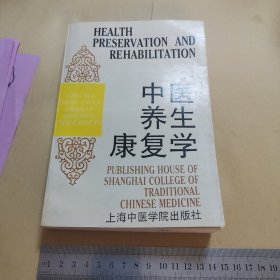 HEALTH
PRESERVATION AND
REHABILITATION
中医
养生
康复学
PUBLISHING HOUSE OF
SHANGHAI COLLEGE OF
TRADITIONAL
CHINESE MEDICINE
上海中医学院出版社